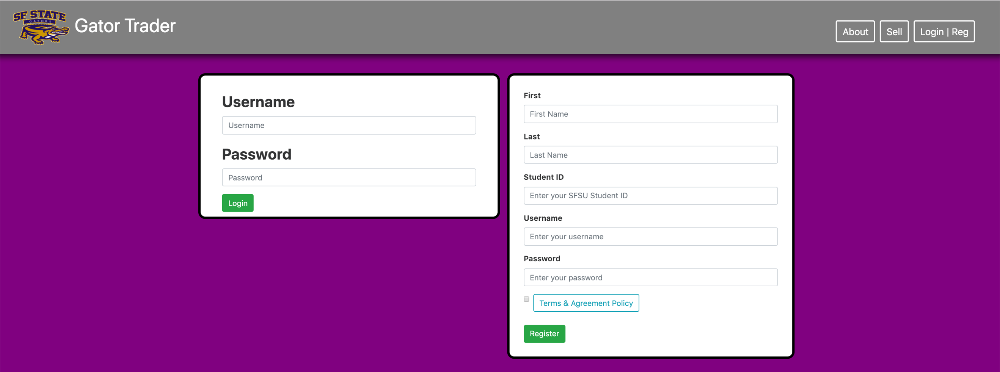 SF STATE
GATORS
Gator Trader
About
Sell
Login | Reg
Username
Username
Password
Password
Login
First
First Name
Last
Last Name
Student ID
Enter your SFSU Student ID
Username
Enter your username
Password
Enter your password
Terms & Agreement Policy
Register